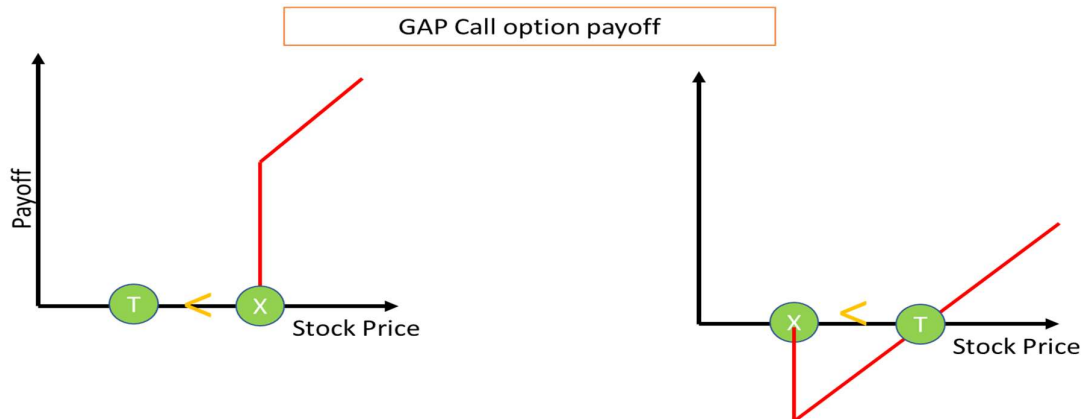 GAP Call option payoff
Payoff
T < X
Stock Price
X < T
Stock Price